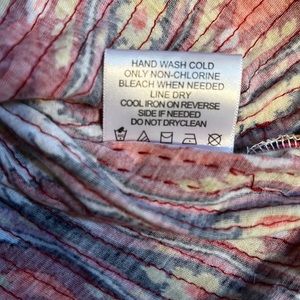 HAND WASH COLD
ONLY NON-CHLORINE
BLEACH WHEN NEEDED
LINE DRY
COOL IRON ON REVERSE
SIDE IF NEEDED
DO NOT DRYCLEAN